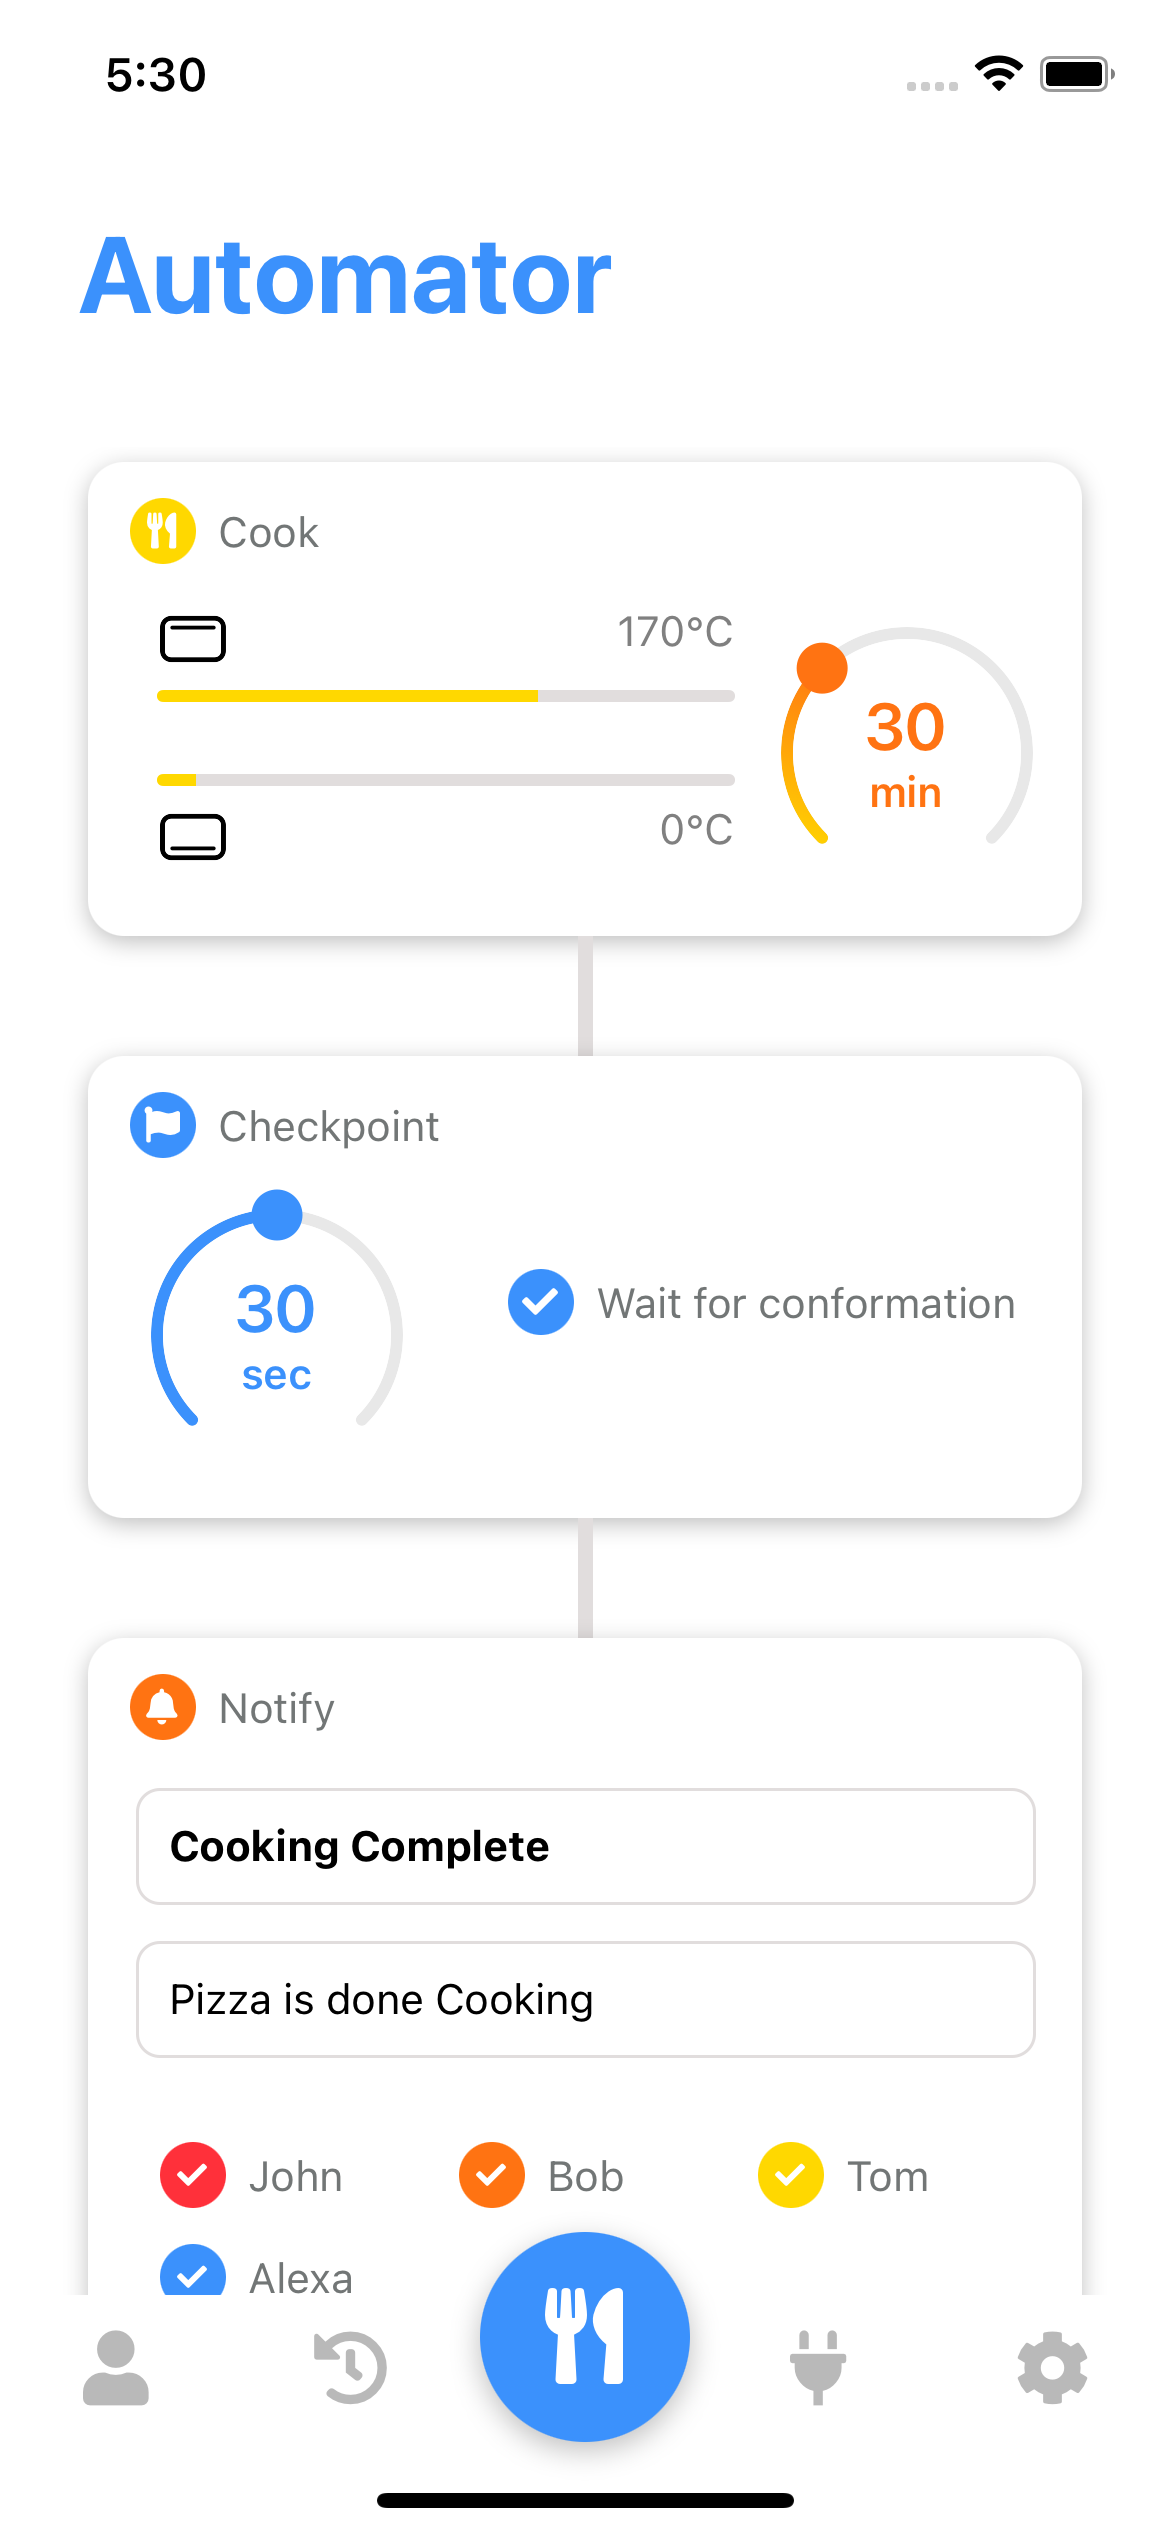 5:30
Automator
Cook
170°C
30
min
0°C
Checkpoint
30
sec
Wait for conformation
Notify
Cooking Complete
Pizza is done Cooking
John
Bob
Tom
Alexa